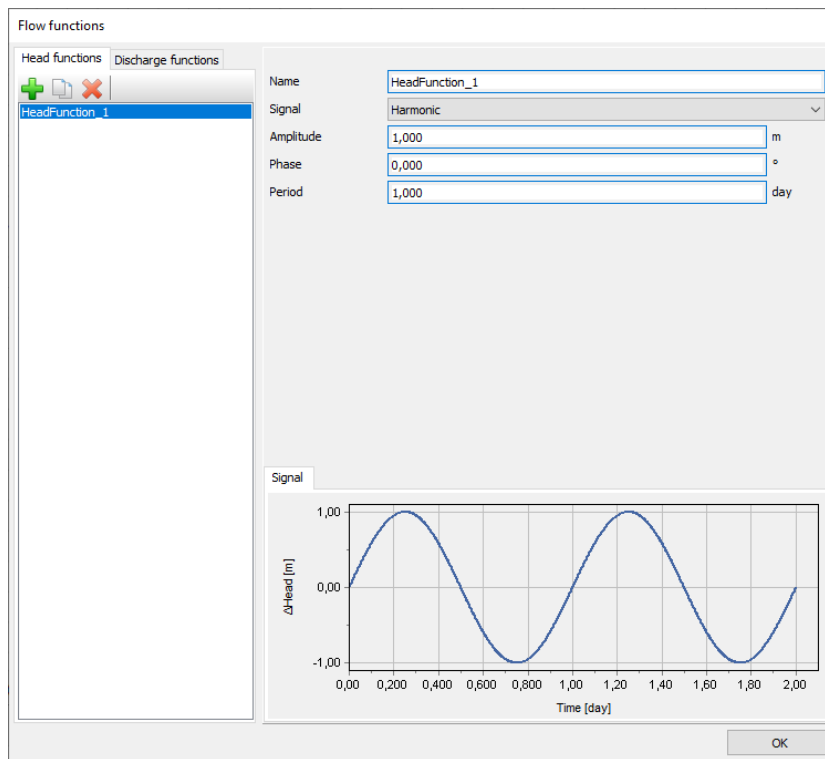 Flow functions
Head functions Discharge functions
HeadFunction_1
Name HeadFunction_1
Signal Harmonic
Amplitude 1,000 m
Phase 0,000 °
Period 1,000 day
Signal
1,00
0,00
-1,00
ΔHead [m]
0,00 0,200 0,400 0,600 0,800 1,00 1,20 1,40 1,60 1,80 2,00
Time [day]
OK